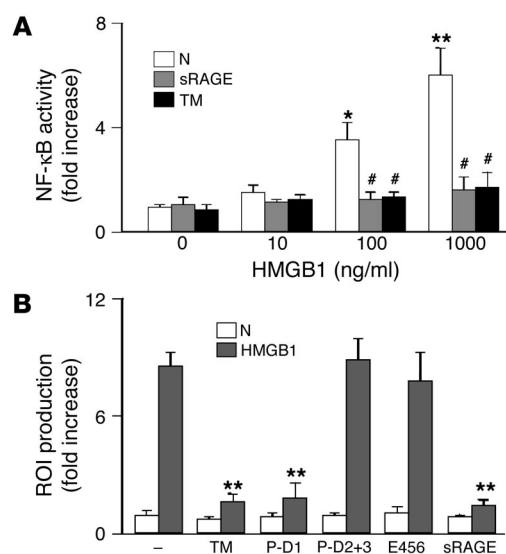 A
NF-κB activity
(fold increase)
8
4
0
N
sRAGE
TM
*
# #
**
# #
0 10 100 1000
HMGB1 (ng/ml)
B
ROI production
(fold increase)
12
6
0
N
HMGB1
**
**
**
– TM P-D1 P-D2+3 E456 sRAGE